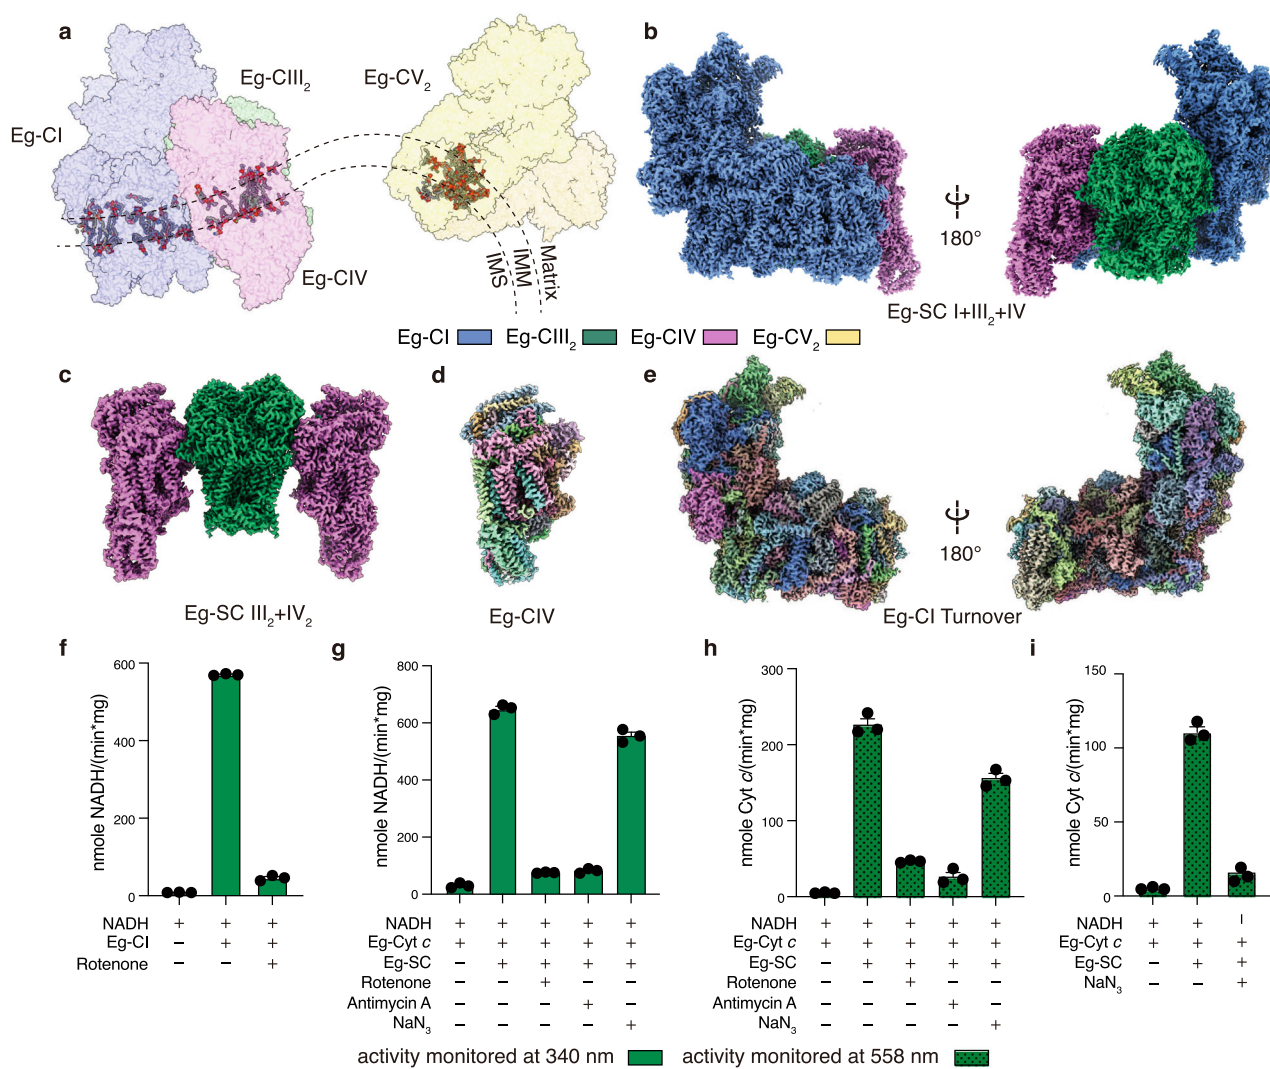 a
Eg-CIII2
Eg-CV2
Eg-CI
Eg-CIV
IMS
IMM
Matrix
b
180°
Eg-SC I+III2+IV
Eg-CI
Eg-CIII2
Eg-CIV
Eg-CV2
c
Eg-SC III2+IV2
d
Eg-CIV
e
180°
Eg-CI Turnover
f
nmole NADH/(min*mg)
600
400
200
0
NADH + + +
Eg-CI – + +
Rotenone – – +
g
nmole NADH/(min*mg)
800
600
400
200
0
NADH + + + + +
Eg-Cyt c + + + + +
Eg-SC – + + + +
Rotenone – – + – –
Antimycin A – – – + –
NaN3 – – – – +
h
nmole Cyt c/(min*mg)
300
200
100
0
NADH + + + + +
Eg-Cyt c + + + + +
Eg-SC – + + + +
Rotenone – – + – –
Antimycin A – – – + –
NaN3 – – – – +
i
nmole Cyt c/(min*mg)
150
100
50
0
NADH + + –
Eg-Cyt c + + +
Eg-SC – + +
NaN3 – – +
activity monitored at 340 nm
activity monitored at 558 nm